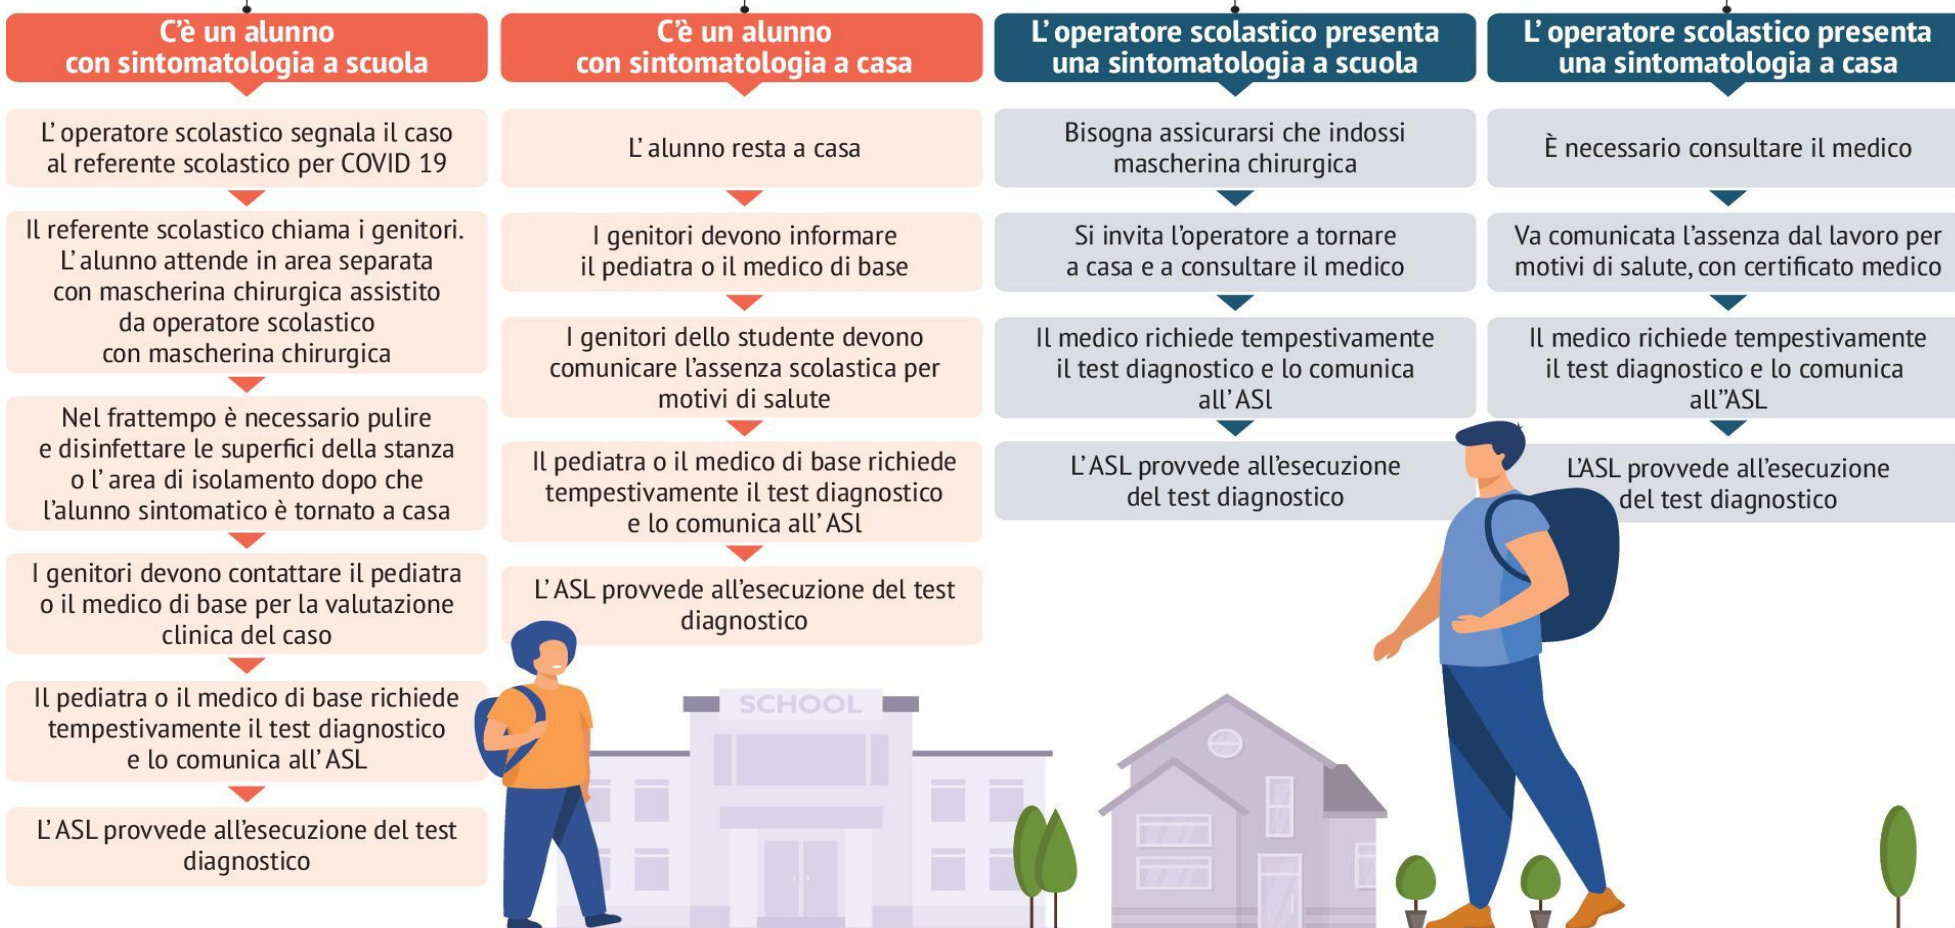 C'è un alunno
con sintomatologia a scuola
L' operatore scolastico segnala il caso
al referente scolastico per COVID 19
Il referente scolastico chiama i genitori.
L' alunno attende in area separata
con mascherina chirurgica assistito
da operatore scolastico
con mascherina chirurgica
Nel frattempo è necessario pulire
e disinfettare le superfici della stanza
o l' area di isolamento dopo che
l'alunno sintomatico è tornato a casa
I genitori devono contattare il pediatra
o il medico di base per la valutazione
clinica del caso
Il pediatra o il medico di base richiede
tempestivamente il test diagnostico
e lo comunica all' ASL
L' ASL provvede all'esecuzione del test
diagnostico
C'è un alunno
con sintomatologia a casa
L' alunno resta a casa
I genitori devono informare
il pediatra o il medico di base
I genitori dello studente devono
comunicare l'assenza scolastica per
motivi di salute
Il pediatra o il medico di base richiede
tempestivamente il test diagnostico
e lo comunica all' ASl
L' ASL provvede all'esecuzione del test
diagnostico
L' operatore scolastico presenta
una sintomatologia a scuola
Bisogna assicurarsi che indossi
mascherina chirurgica
Si invita l'operatore a tornare
a casa e a consultare il medico
Il medico richiede tempestivamente
il test diagnostico e lo comunica
all' ASl
L' ASL provvede all'esecuzione
del test diagnostico
L' operatore scolastico presenta
una sintomatologia a casa
È necessario consultare il medico
Va comunicata l'assenza dal lavoro per
motivi di salute, con certificato medico
Il medico richiede tempestivamente
il test diagnostico e lo comunica
all'’ASL
L'ASL provvede all'esecuzione
del test diagnostico
SCHOOL